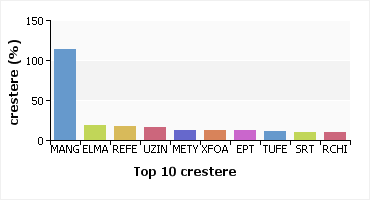 crestere (%)
150
100
50
0
MANG ELMA REFE UZIN METY XFOA EPT TUFE SRT RCHI
Top 10 crestere